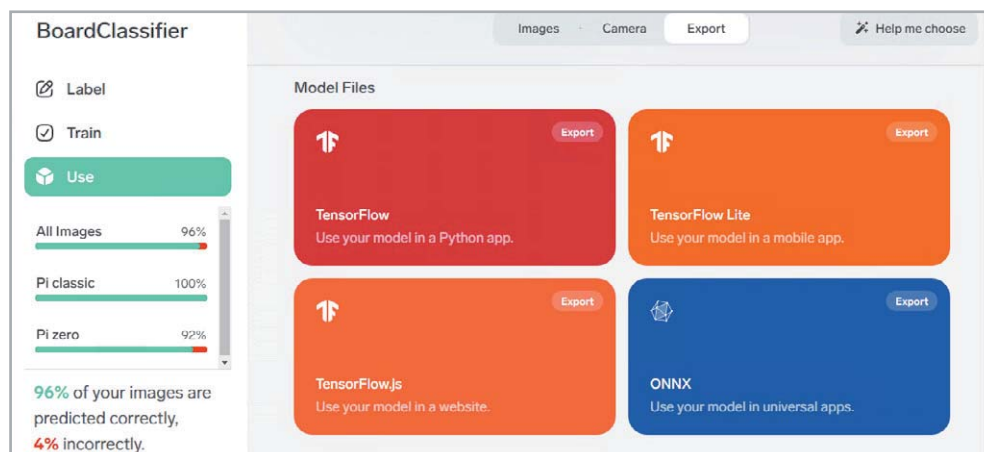 BoardClassifier
Label
Train
Use
All Images 96%
Pi classic 100%
Pi zero 92%
96% of your images are
predicted correctly,
4% incorrectly.
Images · Camera Export
Help me choose
Model Files
Export
TensorFlow
Use your model in a Python app.
Export
TensorFlow Lite
Use your model in a mobile app.
Export
TensorFlow.js
Use your model in a website.
Export
ONNX
Use your model in universal apps.